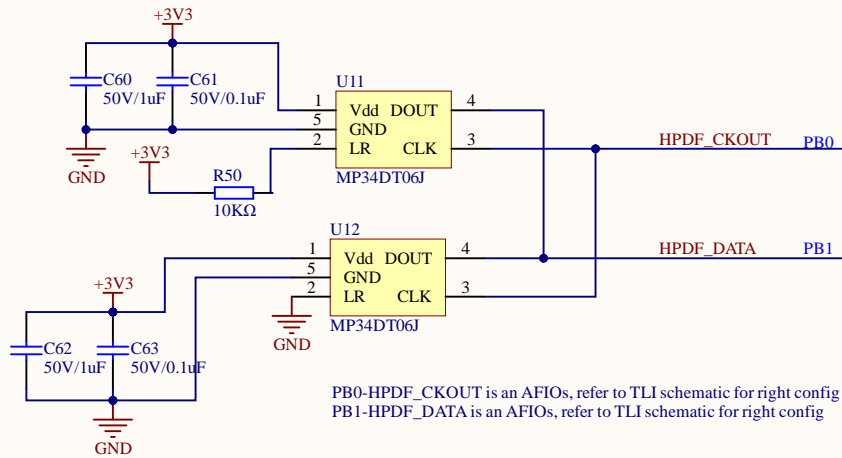 +3V3
C60
50V/1uF
C61
50V/0.1uF
GND
U11
1
Vdd
DOUT
4
5
GND
2
LR
CLK
3
MP34DT06J
+3V3
R50
10KΩ
HPDF_CKOUT
PB0
U12
1
Vdd
DOUT
4
5
GND
2
LR
CLK
3
MP34DT06J
GND
HPDF_DATA
PB1
+3V3
C62
50V/1uF
C63
50V/0.1uF
GND
PB0-HPDF_CKOUT is an AFIOs, refer to TLI schematic for right config
PB1-HPDF_DATA is an AFIOs, refer to TLI schematic for right config